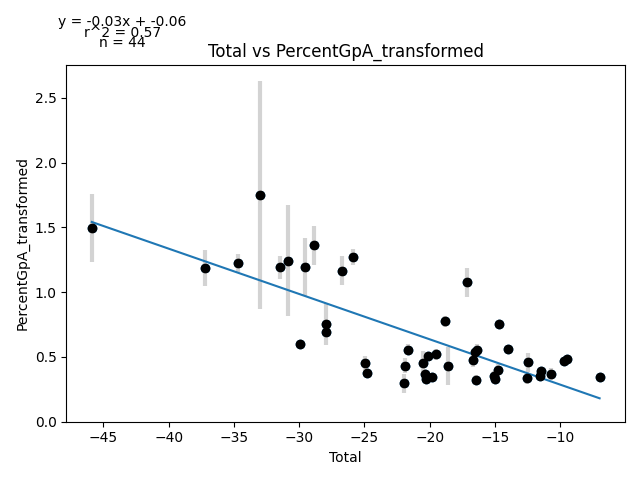 y = -0.03x + -0.06
r^2 = 0.57
n = 44
Total vs PercentGpA_transformed
PercentGpA_transformed
2.5
2.0
1.5
1.0
0.5
0.0
−45 −40 −35 −30 −25 −20 −15 −10
Total